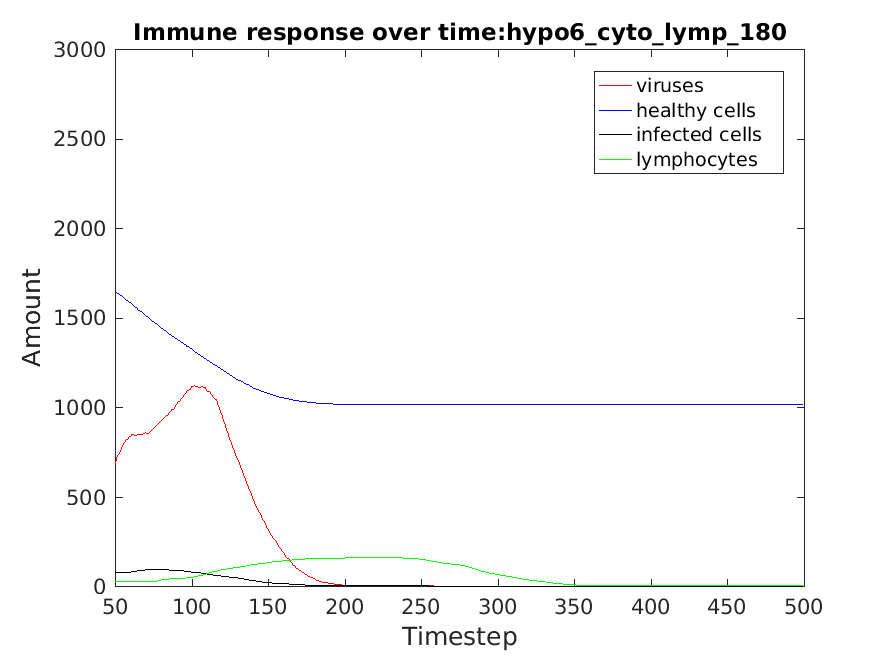 Immune response over time:hypo6_cyto_lymp_180
3000
2500
2000
1500
1000
500
0
Amount
viruses
healthy cells
infected cells
lymphocytes
50 100 150 200 250 300 350 400 450 500
Timestep